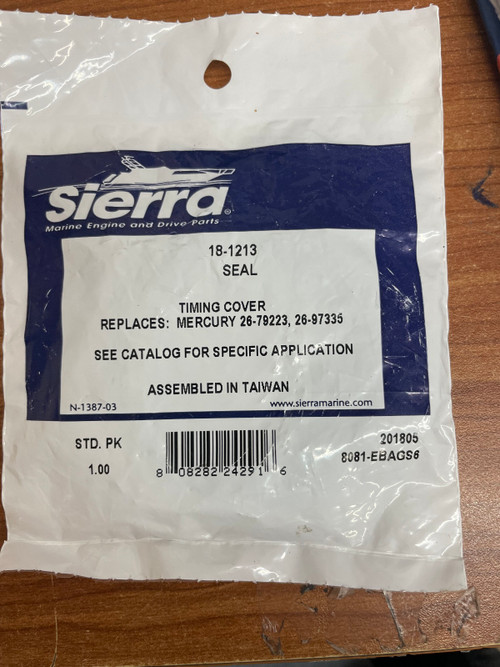 Sierra®
Marine Engine and Drive Parts
18-1213
SEAL
TIMING COVER
REPLACES: MERCURY 26-79223, 26-97335
SEE CATALOG FOR SPECIFIC APPLICATION
ASSEMBLED IN TAIWAN
N-1387-03 www.sierramarine.com
STD. PK
1.00
8 08282 24291 6
201805
8081-EBAGS6